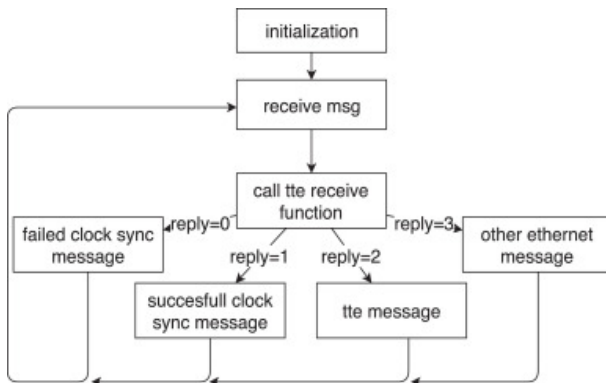 initialization
receive msg
call tte receive
function
reply=0
reply=3
failed clock sync
message
other ethernet
message
reply=1
reply=2
succesfull clock
sync message
tte message